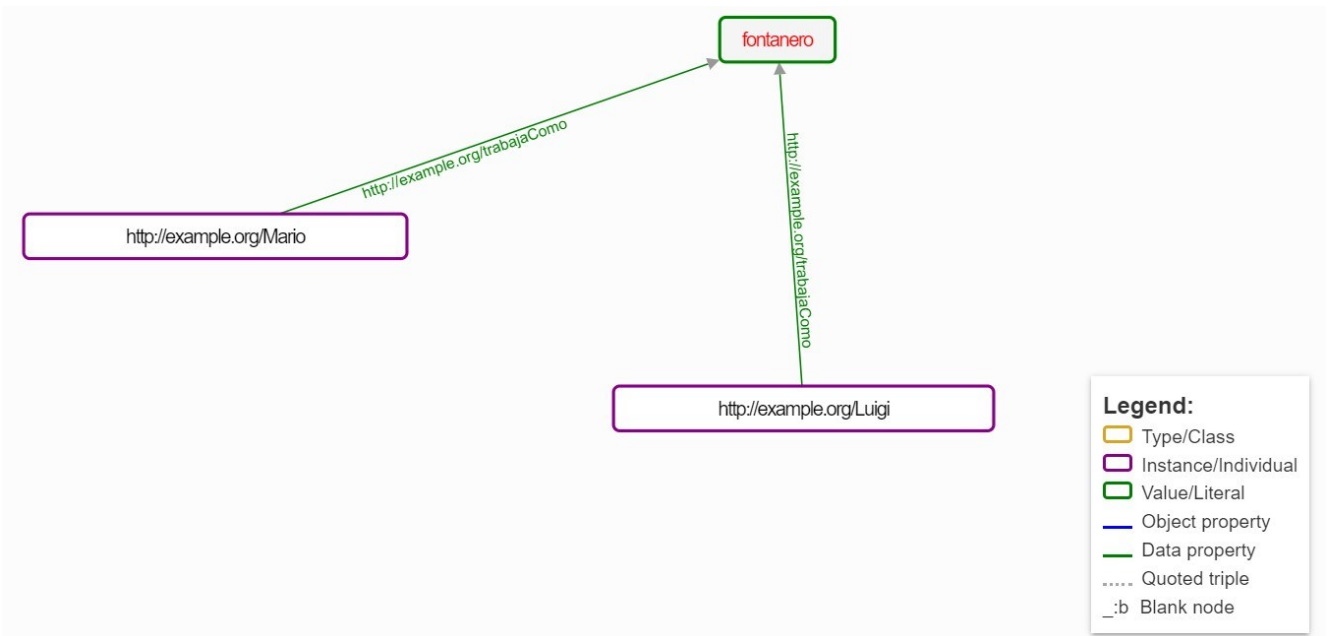 fontanero
http://example.org/trabajaComo
http://example.org/trabajaComo
http://example.org/Mario
http://example.org/Luigi
Legend:
Type/Class
Instance/Individual
Value/Literal
Object property
Data property
Quoted triple
_:b Blank node